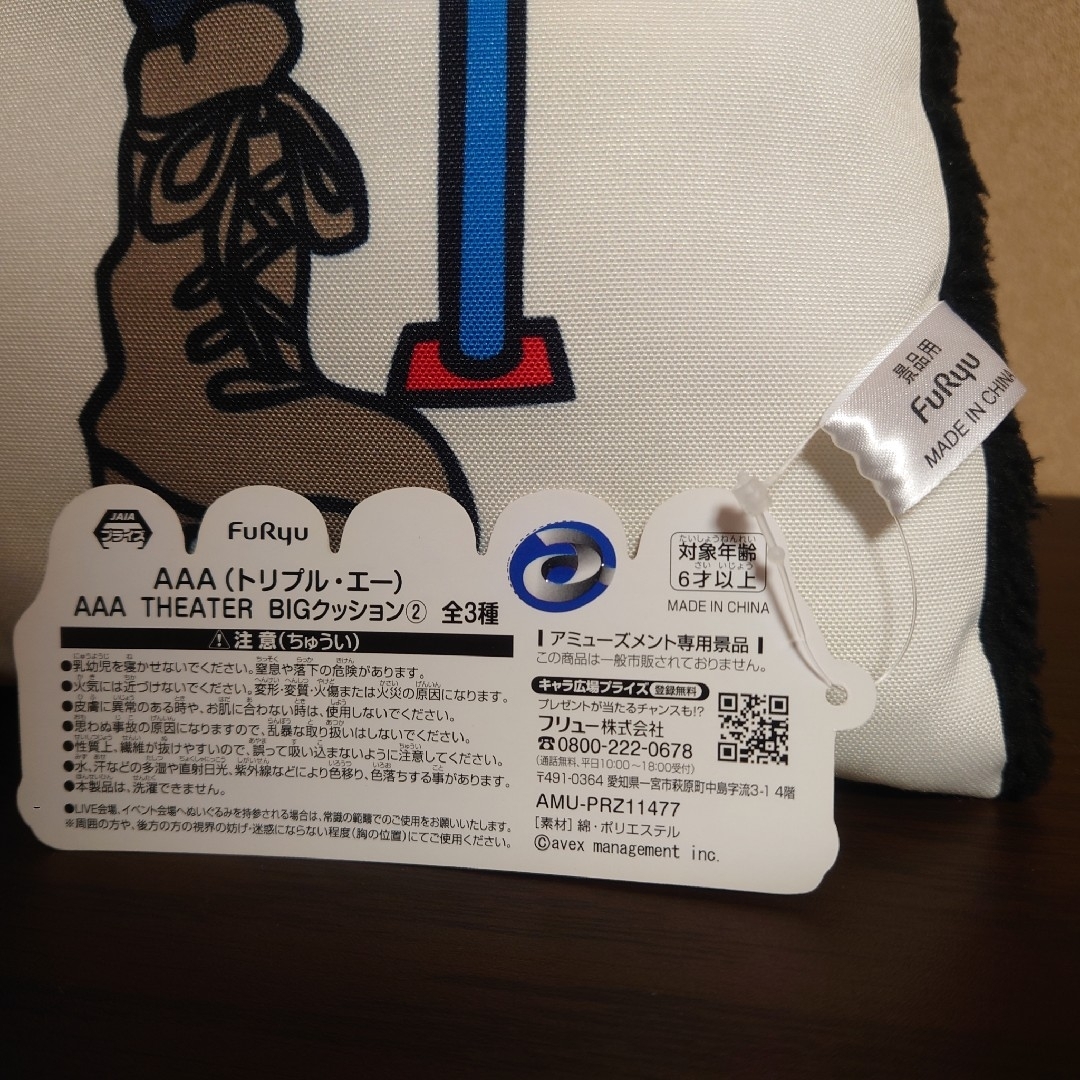 景品用
FuRyu
MADE IN CHINA
JAIA
プライズ
FuRyu
AAA（トリプル・エー）
AAA THEATER BIGクッション② 全3種
注意(ちゅうい)
●乳幼児を寝かせないでください。窒息や落下の危険があります。
●火気には近づけないでください。変形・変質・火傷または火災の原因になります。
●皮膚に異常のある時や、お肌に合わない時は、使用しないでください。
●思わぬ事故の原因になりますので、乱暴な取り扱いはしないでください。
●性質上、繊維が抜けやすいので、誤って吸い込まないように注意してください。
●水、汗などの多湿や直射日光、紫外線などにより色移り、色落ちする事があります。
●本製品は、洗濯できません。
●LIVE会場、イベント会場へぬいぐるみを持参される場合は、常識の範疇でのご使用をお願いいたします。
※周囲の方や、後方の方の視界の妨げ・迷惑にならない程度(胸の位置)にてご使用ください。
たいしょうねんれい
対象年齢
さい いじょう
6才以上
MADE IN CHINA
アミューズメント専用景品
この商品は一般市販されておりません。
キャラ広場プライズ 登録無料
プレゼントが当たるチャンスも!?
フリュー株式会社
☎0800-222-0678
(通話無料、平日10:00〜18:00受付)
〒491-0364 愛知県一宮市萩原町中島字流3-1 4階
AMU-PRZ11477
[素材] 綿・ポリエステル
©avex management inc.